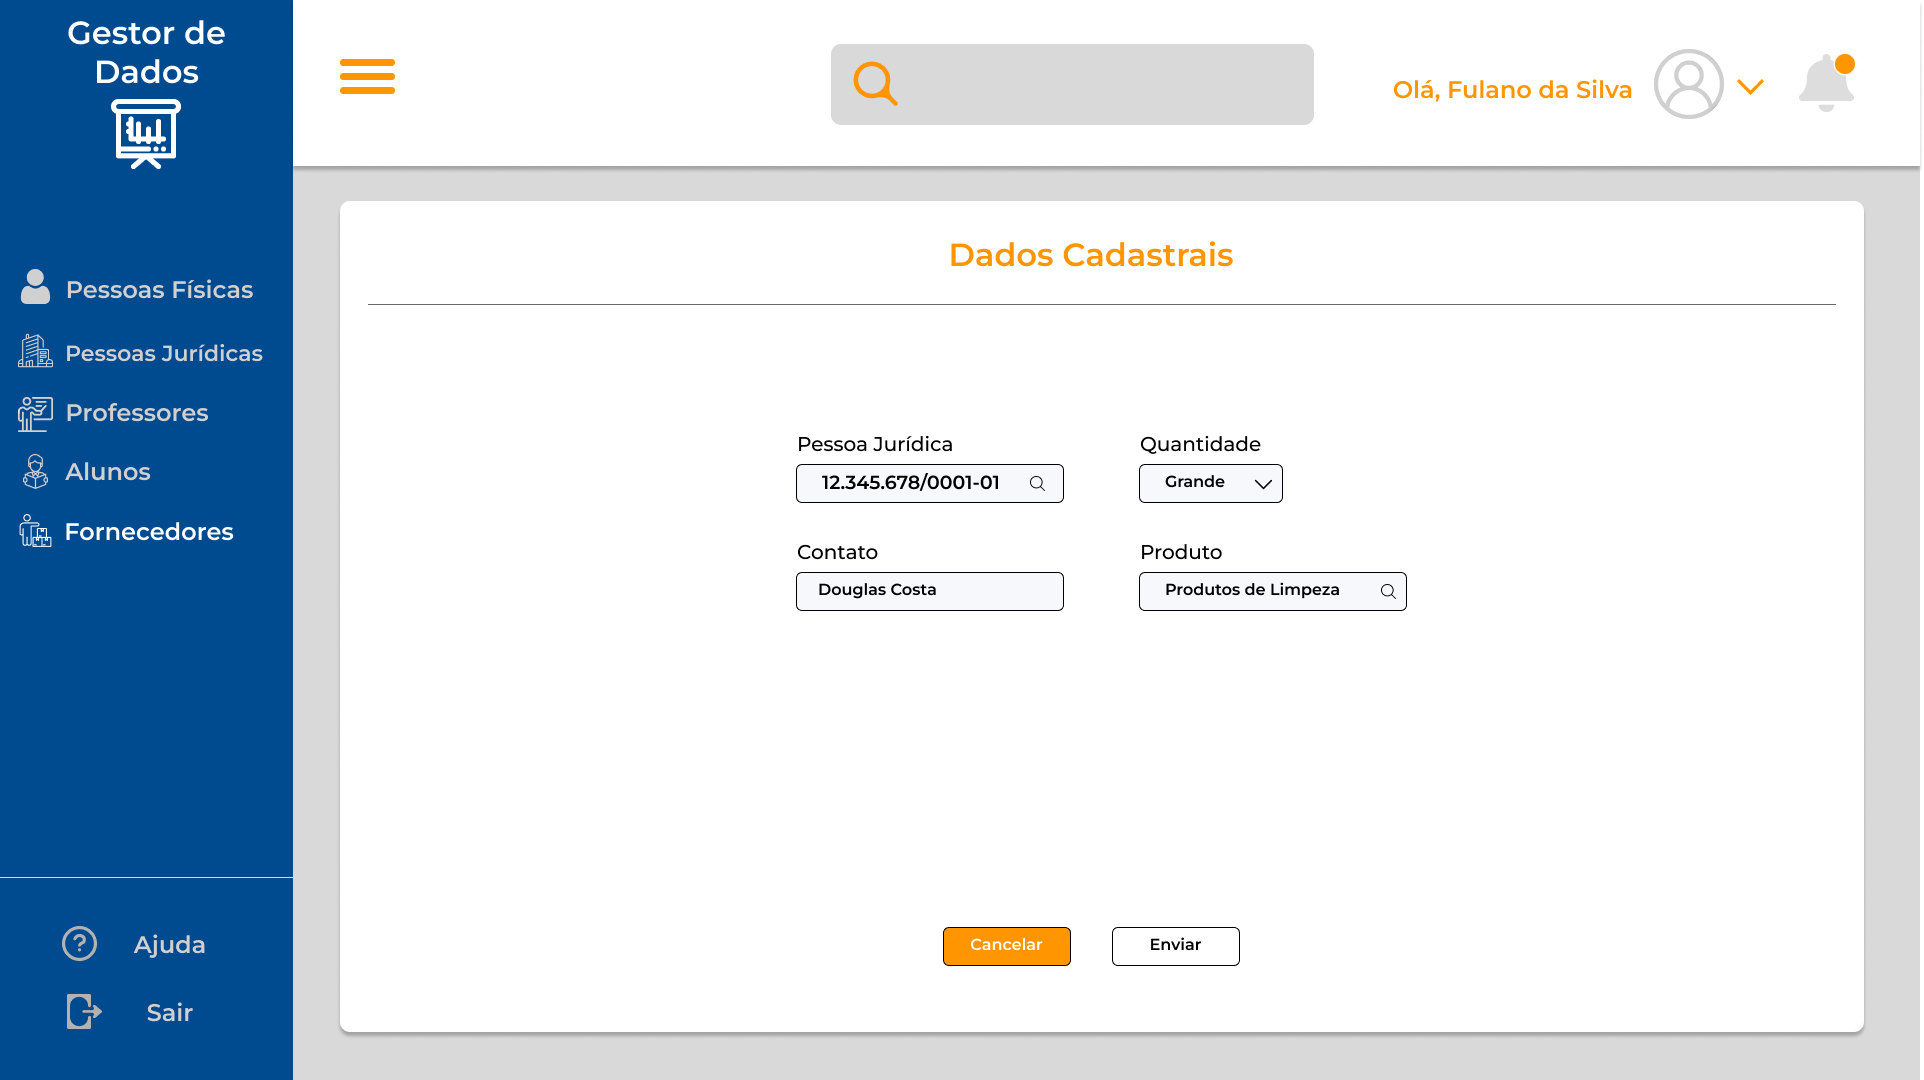 Gestor de
Dados
Olá, Fulano da Silva
Pessoas Físicas
Pessoas Jurídicas
Professores
Alunos
Fornecedores
Ajuda
Sair
Dados Cadastrais
Pessoa Jurídica
Quantidade
12.345.678/0001-01
Grande
Contato
Produto
Douglas Costa
Produtos de Limpeza
Cancelar
Enviar